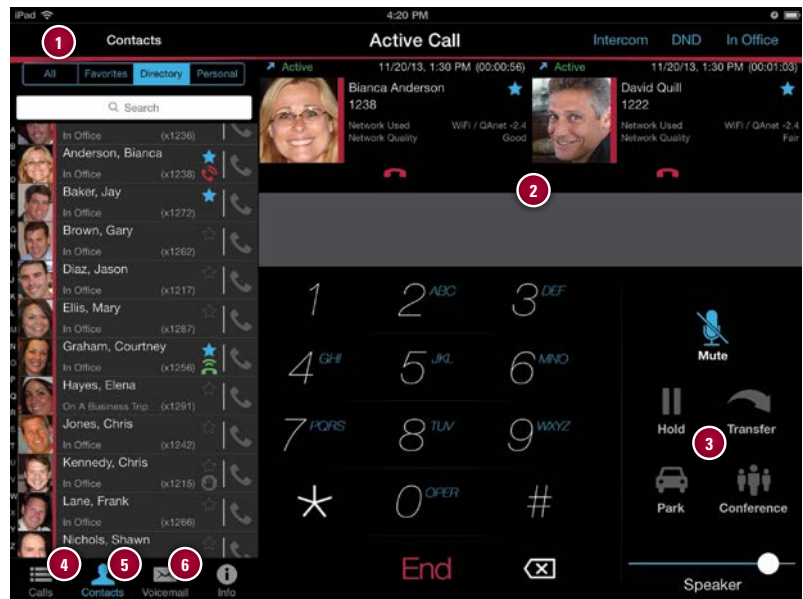 iPad 4:20 PM
1 Contacts Active Call Intercom DND In Office
All Favorites Directory Personal
Search
In Office (x1236)
Anderson, Bianca
In Office (x1238)
Baker, Jay
In Office (x1272)
Brown, Gary
In Office (x1262)
Diaz, Jason
In Office (x1217)
Ellis, Mary
In Office (x1287)
Graham, Courtney
In Office (x1256)
Hayes, Elena
On A Business Trip (x1291)
Jones, Chris
In Office (x1242)
Kennedy, Chris
In Office (x1215)
Lane, Frank
In Office (x1266)
Nichols, Shawn
4 5 6
Calls Contacts Voicemail Info
Active 11/20/13, 1:30 PM (00:00:56)
Bianca Anderson
1238
Network Used WiFi / QAnet -2.4
Network Quality Good
Active 11/20/13, 1:30 PM (00:01:03)
David Quill
1222
Network Used WiFi / QAnet -2.4
Network Quality Fair
2
1 2 ABC 3 DEF
4 GHI 5 JKL 6 MNO
7 PQRS 8 TUV 9 WXYZ
* 0 OPER #
End
Mute
Hold Transfer
3
Park Conference
Speaker